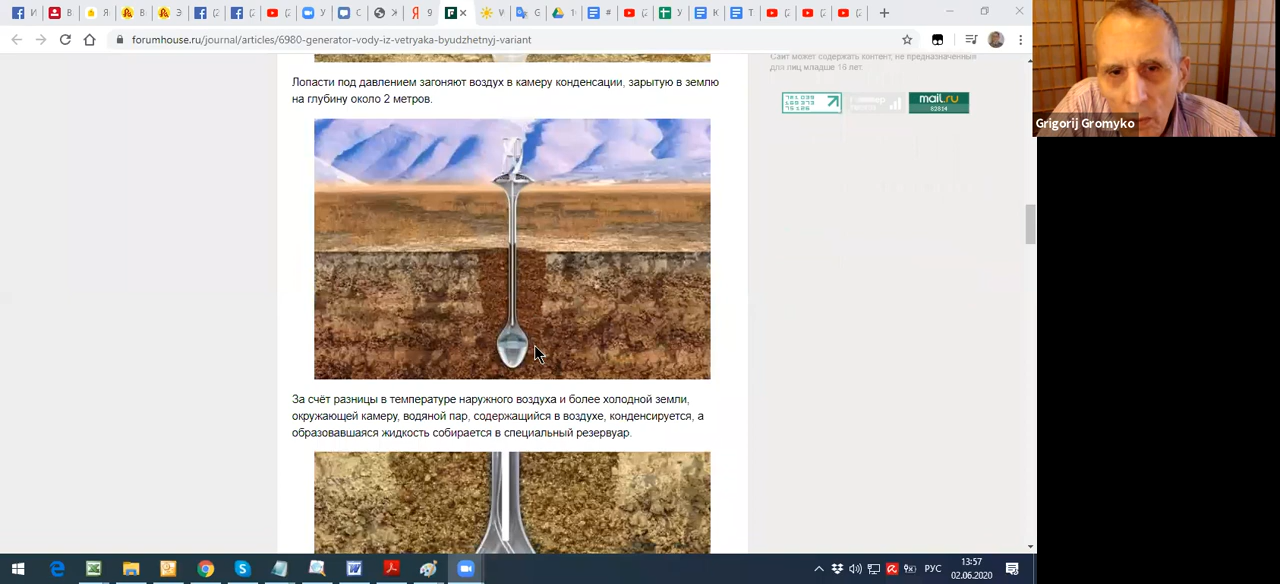 forumhouse.ru/journal/articles/6980-generator-vody-iz-vetryaka-byudzhetnyj-variant
Сайт может содержать контент, не предназначенный
для лиц младше 16 лет.
Лопасти под давлением загоняют воздух в камеру конденсации, зарытую в землю
на глубину около 2 метров.
mail.ru
Grigorij Gromyko
За счёт разницы в температуре наружного воздуха и более холодной земли,
окружающей камеру, водяной пар, содержащийся в воздухе, конденсируется, а
образовавшаяся жидкость собирается в специальный резервуар.
РУС
13:57
02.06.2020